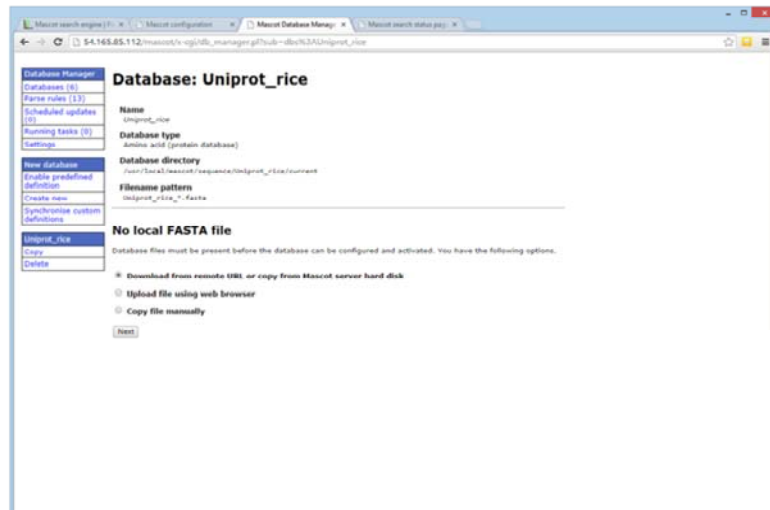 Mascot search engine | Pr
Mascot configuration
Mascot Database Manage
Mascot search status page
54.165.85.112/mascot/x-cgi/db_manager.pl?sub=dbs%3AUniprot_rice
Database Manager
Databases (6)
Parse rules (13)
Scheduled updates
(0)
Running tasks (0)
Settings
New database
Enable predefined
definition
Create new
Synchronise custom
definitions
Uniprot_rice
Copy
Delete
Database: Uniprot_rice
Name
Uniprot_rice
Database type
Amino acid (protein database)
Database directory
/usr/local/mascot/sequence/Uniprot_rice/current
Filename pattern
Uniprot_rice_*.fasta
No local FASTA file
Database files must be present before the database can be configured and activated. You have the following options.
Download from remote URL or copy from Mascot server hard disk
Upload file using web browser
Copy file manually
Next